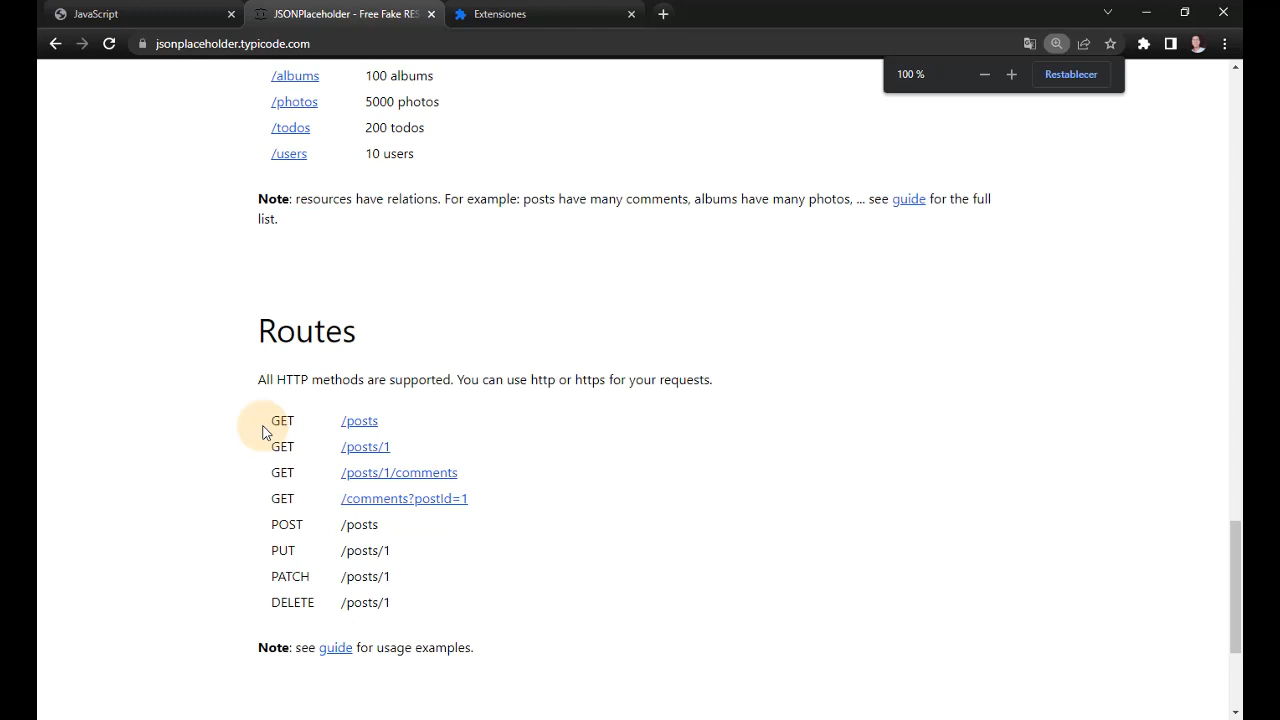 JavaScript
JSONPlaceholder - Free Fake RES
Extensiones
jsonplaceholder.typicode.com
100 %
Restablecer
/albums 100 albums
/photos 5000 photos
/todos 200 todos
/users 10 users
Note: resources have relations. For example: posts have many comments, albums have many photos, ... see guide for the full
list.
Routes
All HTTP methods are supported. You can use http or https for your requests.
GET /posts
GET /posts/1
GET /posts/1/comments
GET /comments?postId=1
POST /posts
PUT /posts/1
PATCH /posts/1
DELETE /posts/1
Note: see guide for usage examples.